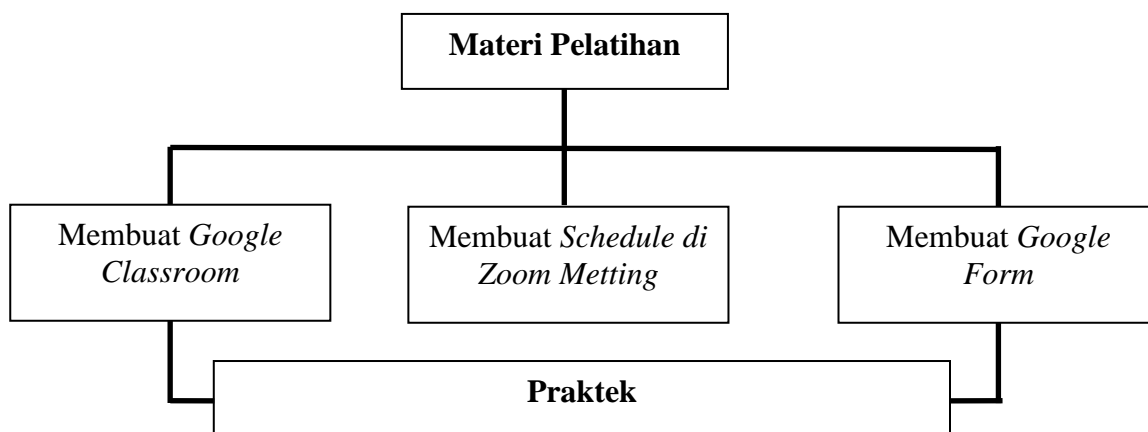 Materi Pelatihan
Membuat Google
Classroom
Membuat Schedule di
Zoom Metting
Membuat Google
Form
Praktek